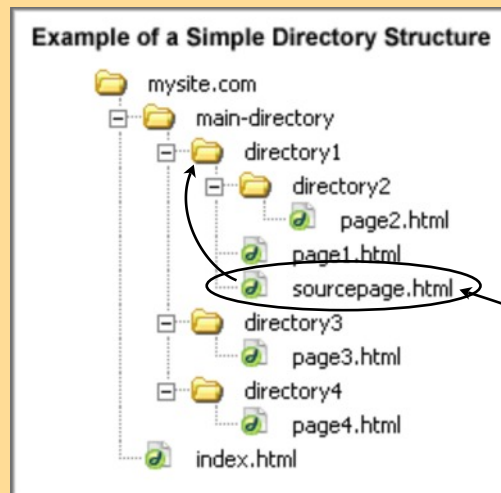 Example of a Simple Directory Structure
mysite.com
main-directory
directory1
directory2
page2.html
page1.html
sourcepage.html
directory3
page3.html
directory4
page4.html
index.html